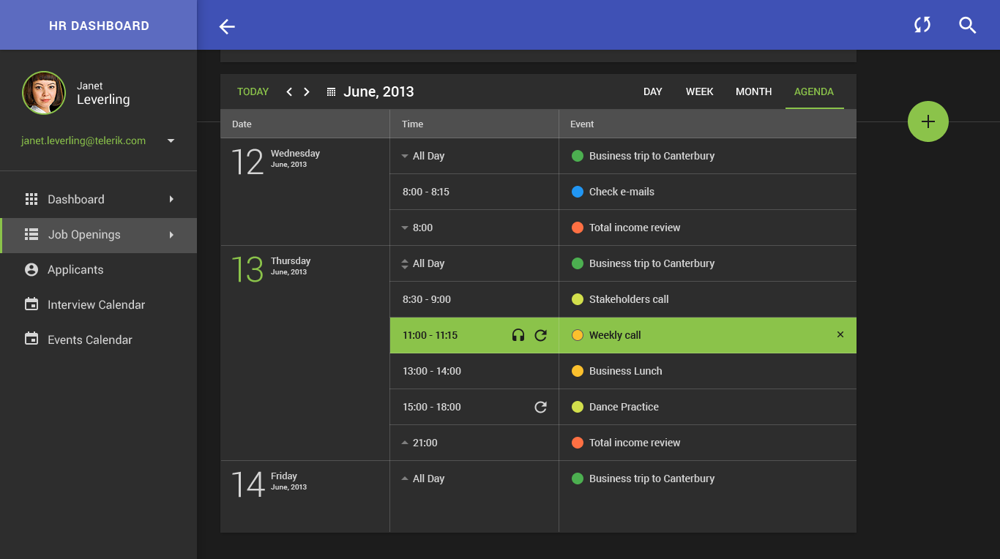 HR DASHBOARD
Janet
Leverling
janet.leverling@telerik.com
Dashboard
Job Openings
Applicants
Interview Calendar
Events Calendar
TODAY June, 2013 DAY WEEK MONTH AGENDA
Date Time Event
12 Wednesday
June, 2013
All Day Business trip to Canterbury
8:00 - 8:15 Check e-mails
8:00 Total income review
13 Thursday
June, 2013
All Day Business trip to Canterbury
8:30 - 9:00 Stakeholders call
11:00 - 11:15 Weekly call
13:00 - 14:00 Business Lunch
15:00 - 18:00 Dance Practice
21:00 Total income review
14 Friday
June, 2013
All Day Business trip to Canterbury